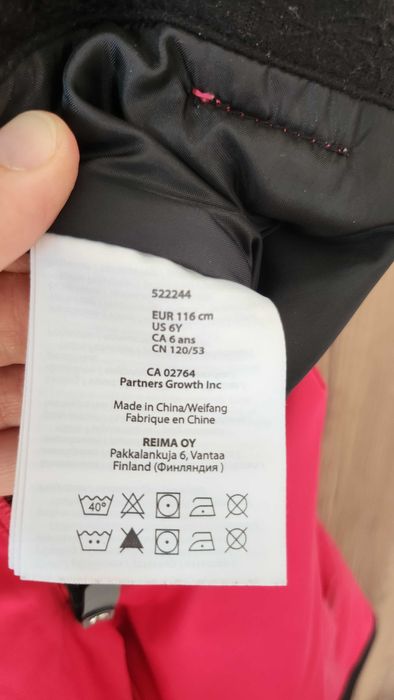 522244
EUR 116 cm
US 6Y
CA 6 ans
CN 120/53
CA 02764
Partners Growth Inc
Made in China/Weifang
Fabrique en Chine
REIMA OY
Pakkalankuja 6, Vantaa
Finland (Финляндия )
40°